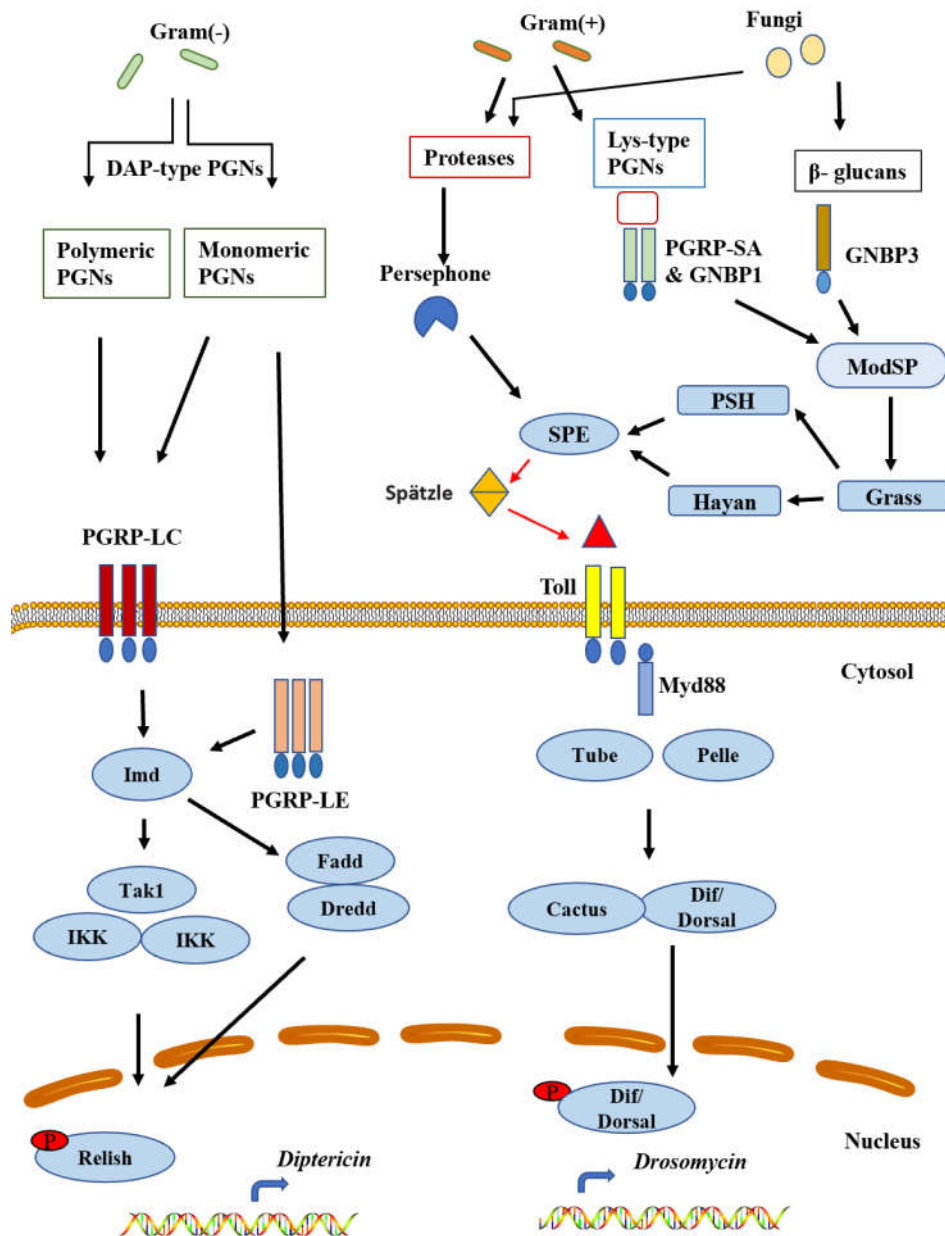 Gram(-)
Gram(+)
Fungi
DAP-type PGNs
Proteases
Lys-type
PGNs
β- glucans
Polymeric
PGNs
Monomeric
PGNs
Persephone
PGRP-SA
& GNBP1
GNBP3
ModSP
PSH
SPE
Spätzle
Hayan
Grass
PGRP-LC
Toll
Cytosol
Myd88
Imd
PGRP-LE
Tube
Pelle
Fadd
Tak1
Dredd
IKK
IKK
Cactus
Dif/
Dorsal
P
Dif/
Dorsal
P
Relish
Nucleus
Diptericin
Drosomycin